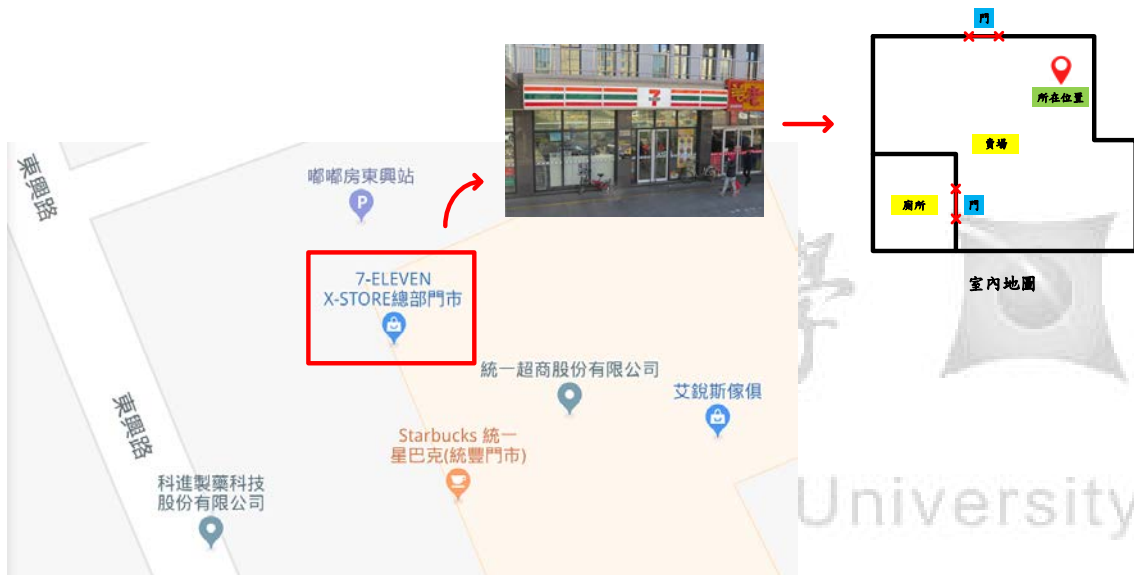 東興路
嘟嘟房東興站
P
7-ELEVEN
X-STORE總部門市
統一超商股份有限公司
艾銳斯傢俱
東興路
Starbucks 統一
星巴克(統豐門市)
科進製藥科技
股份有限公司
7
門
所在位置
賣場
廁所
門
室內地圖
學
University